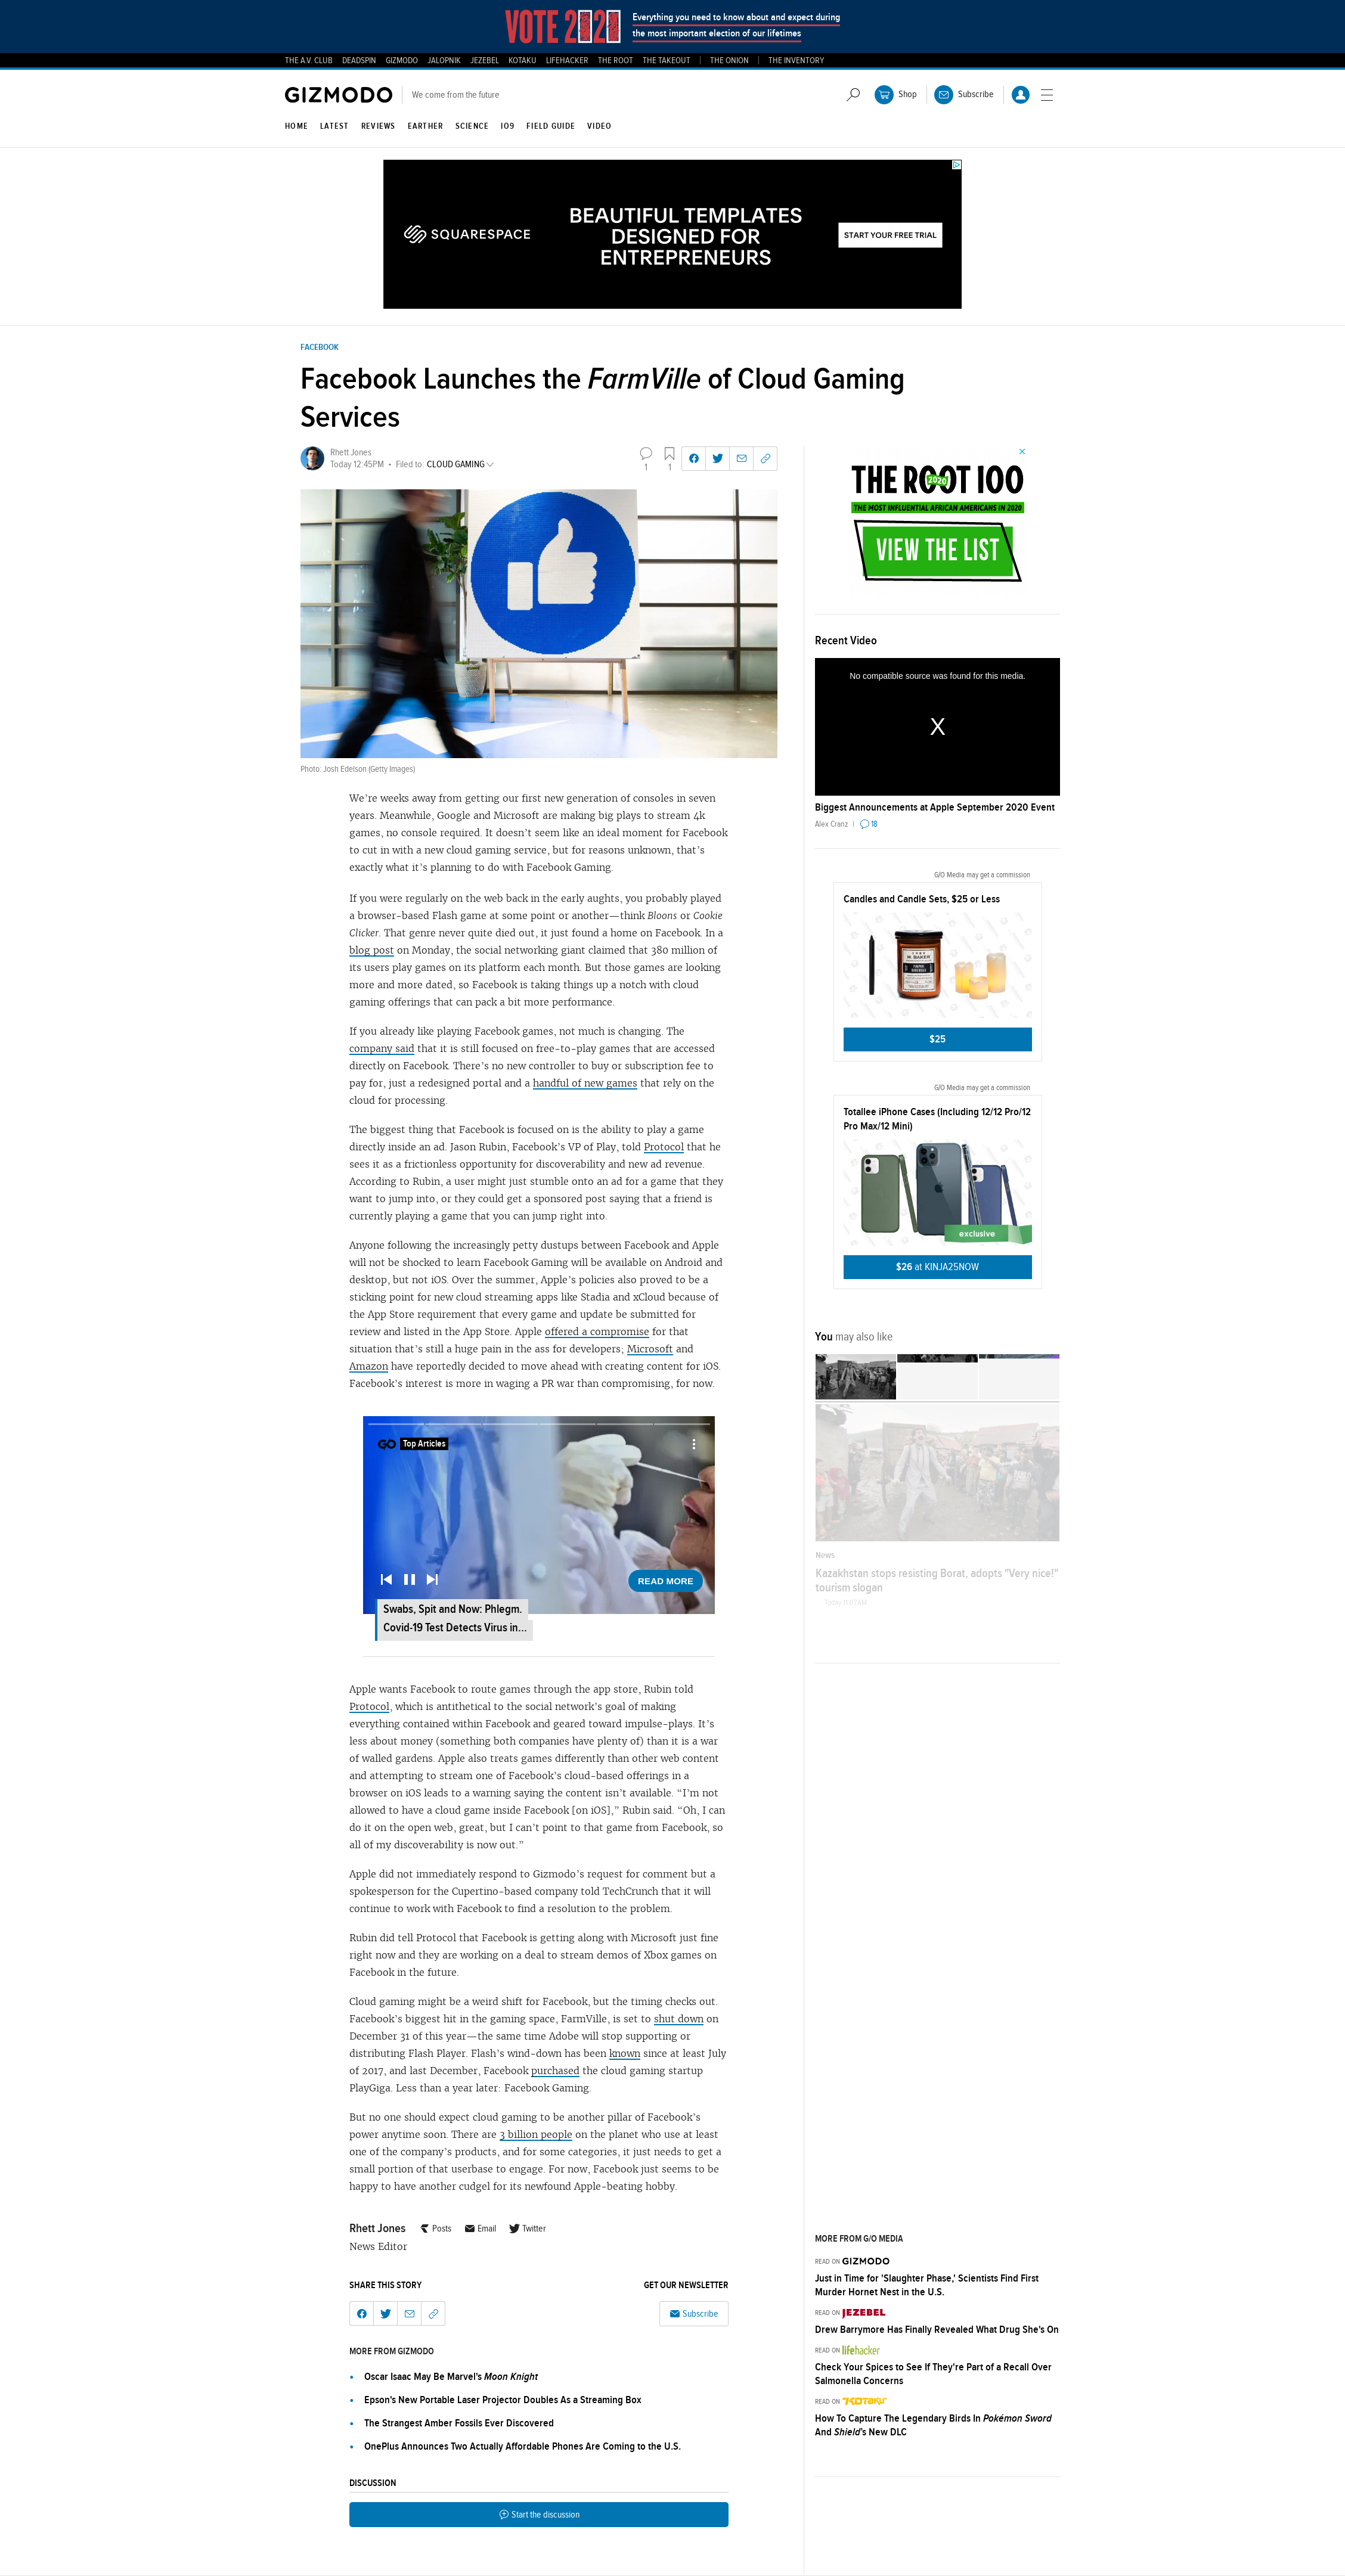 VOTE 2020
Everything you need to know about and expect during
the most important election of our lifetimes
THE A.V. CLUB DEADSPIN GIZMODO JALOPNIK JEZEBEL KOTAKU LIFEHACKER THE ROOT THE TAKEOUT THE ONION THE INVENTORY
GIZMODO We come from the future Shop Subscribe
HOME LATEST REVIEWS EARTHER SCIENCE IO9 FIELD GUIDE VIDEO
SQUARESPACE
BEAUTIFUL TEMPLATES
DESIGNED FOR
ENTREPRENEURS
START YOUR FREE TRIAL
FACEBOOK
Facebook Launches the FarmVille of Cloud Gaming
Services
Rhett Jones
Today 12:45PM • Filed to: CLOUD GAMING
1 1
Photo: Josh Edelson (Getty Images)
We’re weeks away from getting our first new generation of consoles in seven
years. Meanwhile, Google and Microsoft are making big plays to stream 4k
games, no console required. It doesn’t seem like an ideal moment for Facebook
to cut in with a new cloud gaming service, but for reasons unknown, that’s
exactly what it’s planning to do with Facebook Gaming.
If you were regularly on the web back in the early aughts, you probably played
a browser-based Flash game at some point or another—think Bloons or Cookie
Clicker. That genre never quite died out, it just found a home on Facebook. In a
blog post on Monday, the social networking giant claimed that 380 million of
its users play games on its platform each month. But those games are looking
more and more dated, so Facebook is taking things up a notch with cloud
gaming offerings that can pack a bit more performance.
If you already like playing Facebook games, not much is changing. The
company said that it is still focused on free-to-play games that are accessed
directly on Facebook. There’s no new controller to buy or subscription fee to
pay for, just a redesigned portal and a handful of new games that rely on the
cloud for processing.
The biggest thing that Facebook is focused on is the ability to play a game
directly inside an ad. Jason Rubin, Facebook’s VP of Play, told Protocol that he
sees it as a frictionless opportunity for discoverability and new ad revenue.
According to Rubin, a user might just stumble onto an ad for a game that they
want to jump into, or they could get a sponsored post saying that a friend is
currently playing a game that you can jump right into.
Anyone following the increasingly petty dustups between Facebook and Apple
will not be shocked to learn Facebook Gaming will be available on Android and
desktop, but not iOS. Over the summer, Apple’s policies also proved to be a
sticking point for new cloud streaming apps like Stadia and xCloud because of
the App Store requirement that every game and update be submitted for
review and listed in the App Store. Apple offered a compromise for that
situation that’s still a huge pain in the ass for developers; Microsoft and
Amazon have reportedly decided to move ahead with creating content for iOS.
Facebook’s interest is more in waging a PR war than compromising, for now.
GO Top Articles
READ MORE
Swabs, Spit and Now: Phlegm.
Covid-19 Test Detects Virus in...
Apple wants Facebook to route games through the app store, Rubin told
Protocol, which is antithetical to the social network’s goal of making
everything contained within Facebook and geared toward impulse-plays. It’s
less about money (something both companies have plenty of) than it is a war
of walled gardens. Apple also treats games differently than other web content
and attempting to stream one of Facebook’s cloud-based offerings in a
browser on iOS leads to a warning saying the content isn’t available. “I’m not
allowed to have a cloud game inside Facebook [on iOS],” Rubin said. “Oh, I can
do it on the open web, great, but I can’t point to that game from Facebook, so
all of my discoverability is now out.”
Apple did not immediately respond to Gizmodo’s request for comment but a
spokesperson for the Cupertino-based company told TechCrunch that it will
continue to work with Facebook to find a resolution to the problem.
Rubin did tell Protocol that Facebook is getting along with Microsoft just fine
right now and they are working on a deal to stream demos of Xbox games on
Facebook in the future.
Cloud gaming might be a weird shift for Facebook, but the timing checks out.
Facebook’s biggest hit in the gaming space, FarmVille, is set to shut down on
December 31 of this year—the same time Adobe will stop supporting or
distributing Flash Player. Flash’s wind-down has been known since at least July
of 2017, and last December, Facebook purchased the cloud gaming startup
PlayGiga. Less than a year later: Facebook Gaming.
But no one should expect cloud gaming to be another pillar of Facebook’s
power anytime soon. There are 3 billion people on the planet who use at least
one of the company’s products, and for some categories, it just needs to get a
small portion of that userbase to engage. For now, Facebook just seems to be
happy to have another cudgel for its newfound Apple-beating hobby.
Rhett Jones Posts Email Twitter
News Editor
SHARE THIS STORY
GET OUR NEWSLETTER
Subscribe
MORE FROM GIZMODO
• Oscar Isaac May Be Marvel's Moon Knight
• Epson's New Portable Laser Projector Doubles As a Streaming Box
• The Strangest Amber Fossils Ever Discovered
• OnePlus Announces Two Actually Affordable Phones Are Coming to the U.S.
DISCUSSION
Start the discussion
THE ROOT 100
2020
THE MOST INFLUENTIAL AFRICAN AMERICANS IN 2020
VIEW THE LIST
Recent Video
No compatible source was found for this media.
X
Biggest Announcements at Apple September 2020 Event
Alex Cranz | 18
G/O Media may get a commission
Candles and Candle Sets, $25 or Less
$25
G/O Media may get a commission
Totallee iPhone Cases (Including 12/12 Pro/12
Pro Max/12 Mini)
exclusive
$26 at KINJA25NOW
You may also like
News
Kazakhstan stops resisting Borat, adopts "Very nice!"
tourism slogan
MORE FROM G/O MEDIA
READ ON GIZMODO
Just in Time for 'Slaughter Phase,' Scientists Find First
Murder Hornet Nest in the U.S.
READ ON JEZEBEL
Drew Barrymore Has Finally Revealed What Drug She's On
READ ON lifehacker
Check Your Spices to See If They're Part of a Recall Over
Salmonella Concerns
READ ON KOTAKU
How To Capture The Legendary Birds In Pokémon Sword
And Shield's New DLC